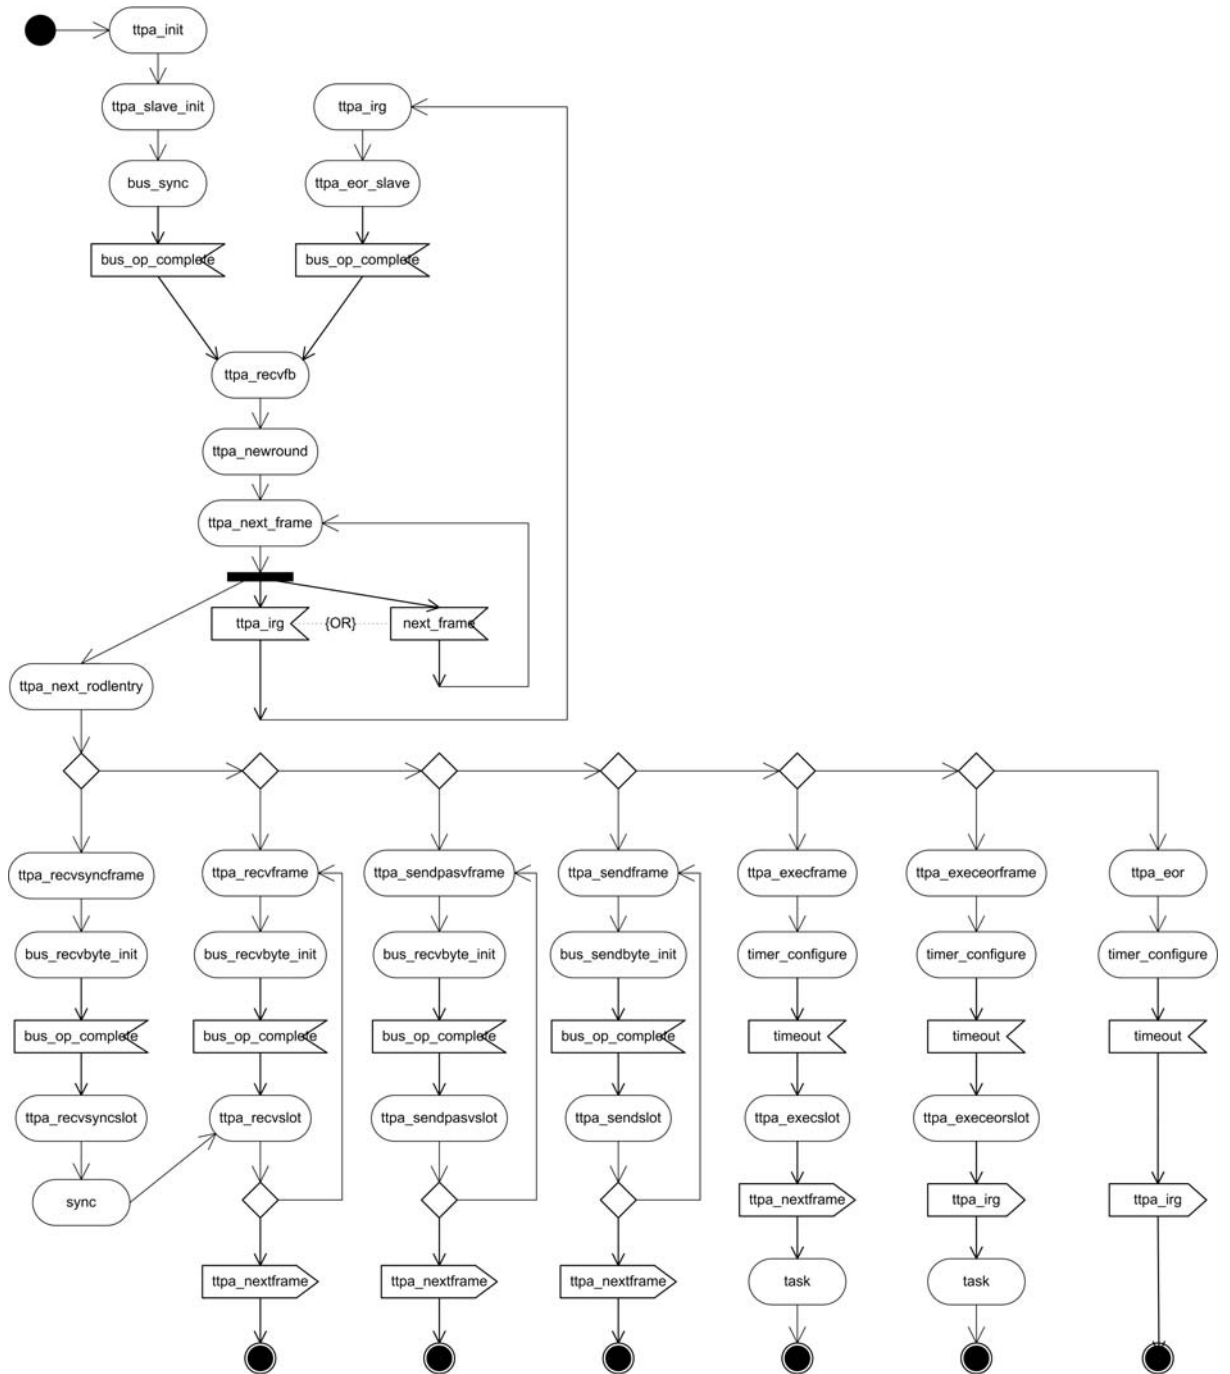 ttpa_init
ttpa_slave_init
ttpa_irg
bus_sync
ttpa_eor_slave
bus_op_complete
bus_op_complete
ttpa_recvfb
ttpa_newround
ttpa_next_frame
ttpa_irg
{OR}
next_frame
ttpa_next_rodlentry
ttpa_recvsyncframe
ttpa_recvframe
ttpa_sendpasvframe
ttpa_sendframe
ttpa_execframe
ttpa_execeorframe
ttpa_eor
bus_recvbyte_init
bus_recvbyte_init
bus_recvbyte_init
bus_sendbyte_init
timer_configure
timer_configure
timer_configure
bus_op_complete
bus_op_complete
bus_op_complete
bus_op_complete
timeout
timeout
timeout
ttpa_recvsyncslot
ttpa_recvslot
ttpa_sendpasvslot
ttpa_sendslot
ttpa_execslot
ttpa_execeorslot
sync
ttpa_nextframe
ttpa_irg
ttpa_irg
ttpa_nextframe
ttpa_nextframe
ttpa_nextframe
task
task